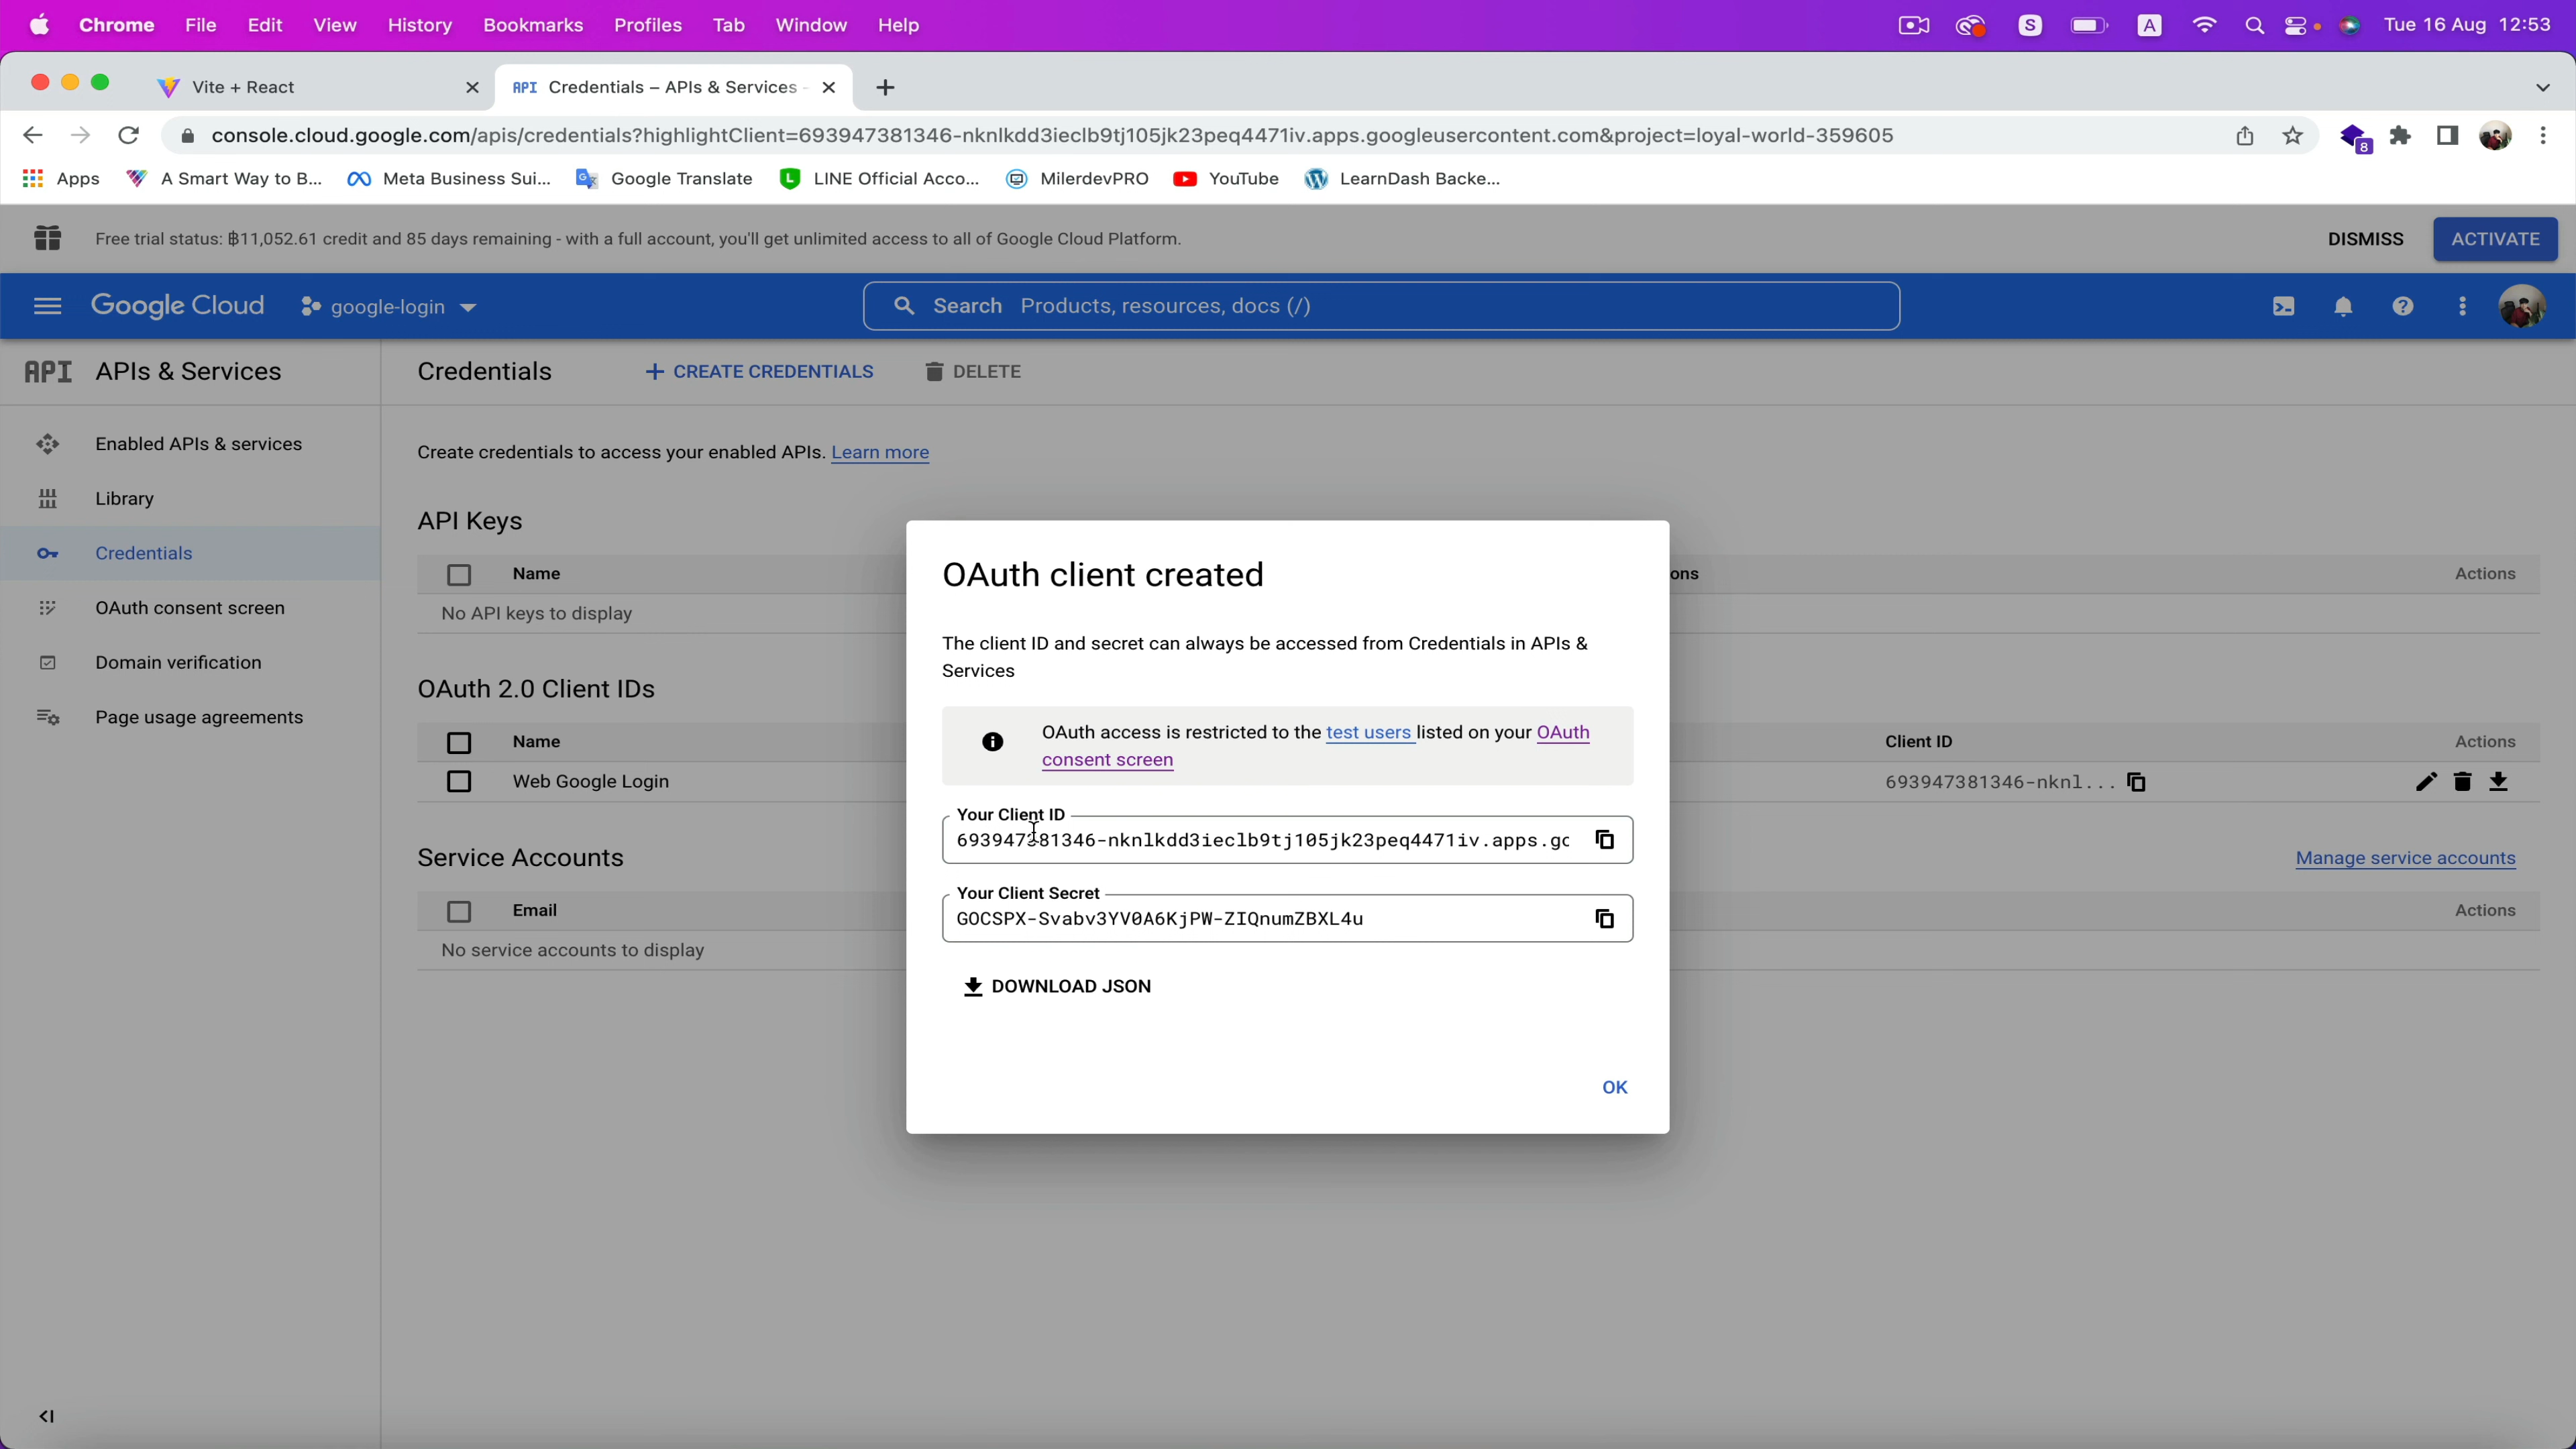 Chrome File Edit View History Bookmarks Profiles Tab Window Help S A Tue 16 Aug 12:53
Vite + React API Credentials – APIs & Services -
console.cloud.google.com/apis/credentials?highlightClient=693947381346-nknlkdd3ieclb9tj105jk23peq4471iv.apps.googleusercontent.com&project=loyal-world-359605 8
Apps A Smart Way to B... Meta Business Sui... Google Translate LINE Official Acco... MilerdevPRO YouTube LearnDash Backe...
Free trial status: ฿11,052.61 credit and 85 days remaining - with a full account, you'll get unlimited access to all of Google Cloud Platform. DISMISS ACTIVATE
Google Cloud google-login Search Products, resources, docs (/)
API APIs & Services Credentials + CREATE CREDENTIALS DELETE
Enabled APIs & services
Library
Credentials
OAuth consent screen
Domain verification
Page usage agreements
Create credentials to access your enabled APIs. Learn more
API Keys
Name ons Actions
No API keys to display
OAuth 2.0 Client IDs
Name Client ID Actions
Web Google Login 693947381346-nknl...
Service Accounts Manage service accounts
Email Actions
No service accounts to display
OAuth client created
The client ID and secret can always be accessed from Credentials in APIs &
Services
OAuth access is restricted to the test users listed on your OAuth
consent screen
Your Client ID
693947381346-nknlkdd3ieclb9tj105jk23peq4471iv.apps.gc
Your Client Secret
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
DOWNLOAD JSON
OK